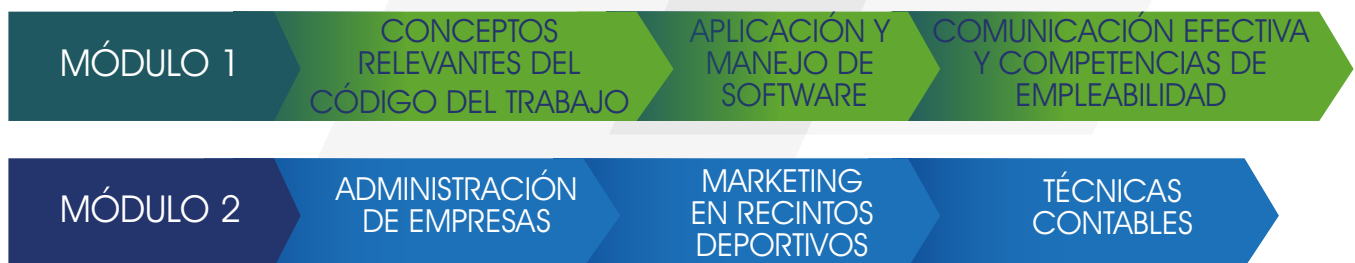 MÓDULO 1
CONCEPTOS
RELEVANTES DEL
CÓDIGO DEL TRABAJO
APLICACIÓN Y
MANEJO DE
SOFTWARE
COMUNICACIÓN EFECTIVA
Y COMPETENCIAS DE
EMPLEABILIDAD
MÓDULO 2
ADMINISTRACIÓN
DE EMPRESAS
MARKETING
EN RECINTOS
DEPORTIVOS
TÉCNICAS
CONTABLES